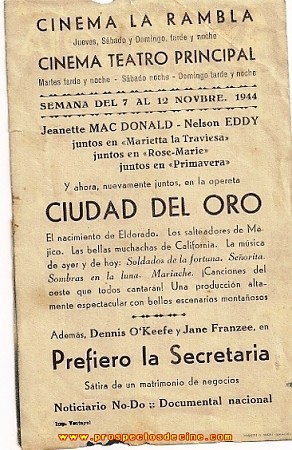 CINEMA LA RAMBLA
Jueves, Sábado y Domingo, tarde y noche
CINEMA TEATRO PRINCIPAL
Martes tarde y noche - Sábado noche - Domingo tarde y noche
SEMANA DEL 7 AL 12 NOVBRE. 1944
Jeanette MAC DONALD - Nelson EDDY
juntos en «Marietta la Traviesa»
juntos en «Rose-Marie»
juntos en «Primavera»
Y ahora, nuevamente juntos, en la opereta
CIUDAD DEL ORO
El nacimiento de Eldorado. Los salteadores de Mé-
jico. Las bellas muchachas de California. La música
de ayer y de hoy: Soldados de la fortuna. Señorita.
Sombras en la luna. Mariache. ¡Canciones del
oeste que todos cantarán! Una producción alta-
mente espectacular con bellos escenarios montañosos
Además, Dennis O'Keefe y Jane Franzee, en
Prefiero la Secretaria
Sátira de un matrimonio de negocios
Noticiario No-Do :: Documental nacional
Imp. Ventayol
www.prospectosdecine.com